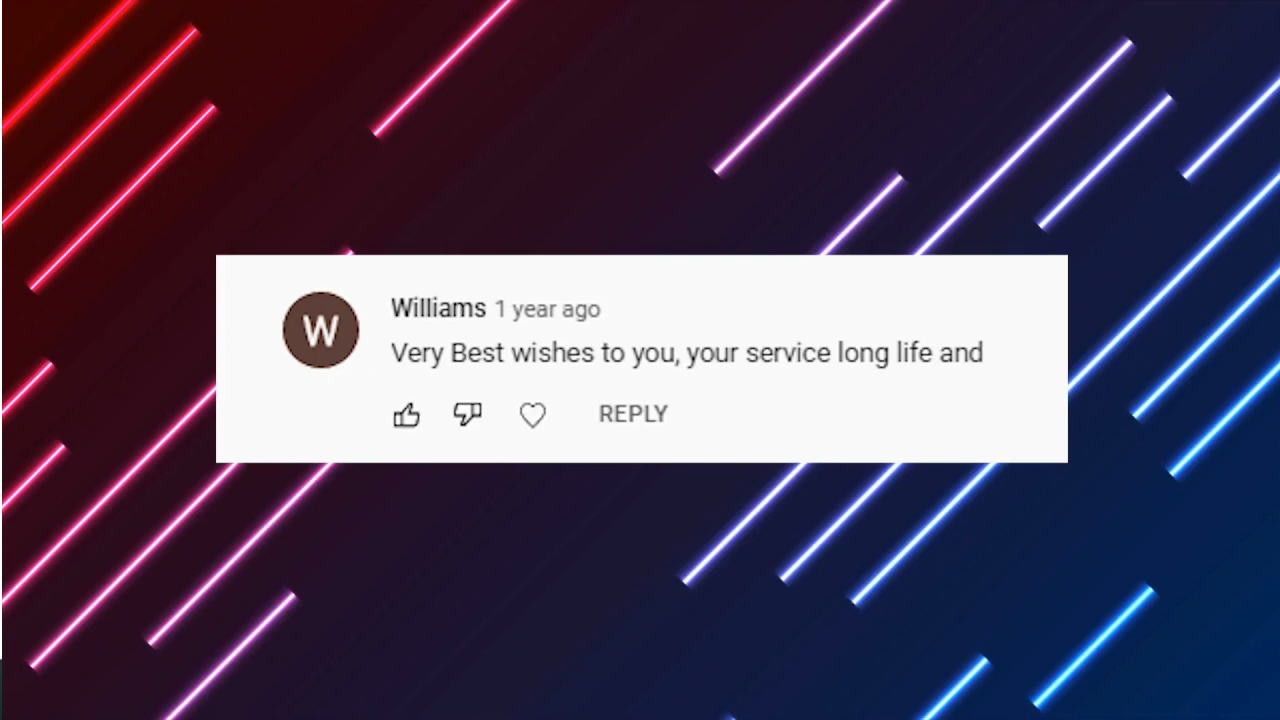 W
Williams 1 year ago
Very Best wishes to you, your service long life and
REPLY